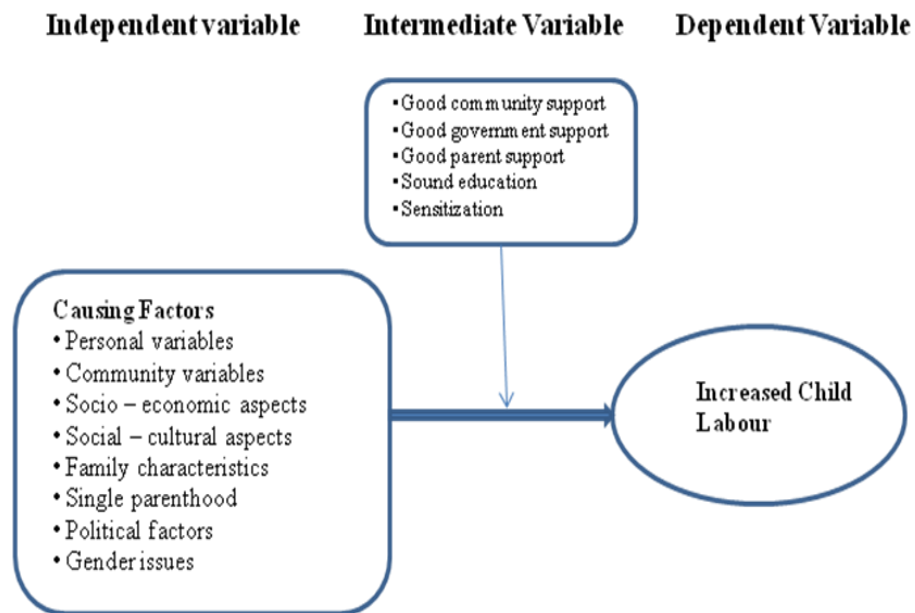 Independent variable
Intermediate Variable
Dependent Variable
▪Good community support
▪Good government support
▪Good parent support
▪Sound education
▪Sensitization
Causing Factors
• Personal variables
• Community variables
• Socio – economic aspects
• Social – cultural aspects
• Family characteristics
• Single parenthood
• Political factors
• Gender issues
Increased Child
Labour